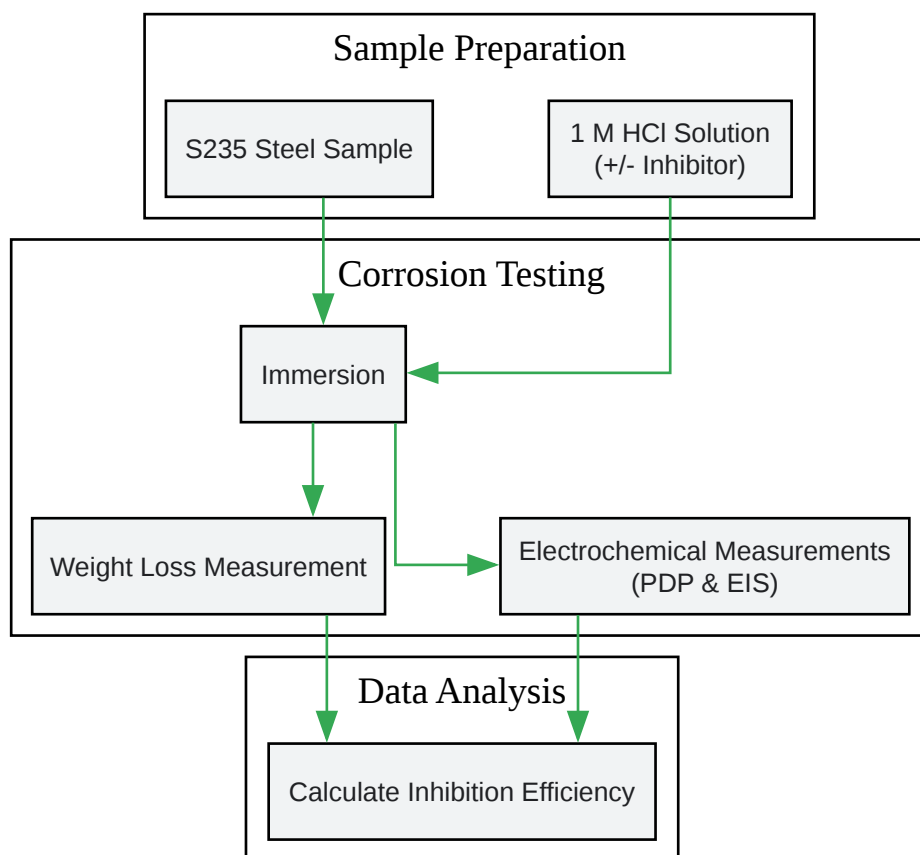 Sample Preparation
S235 Steel Sample
1 M HCl Solution
(+/- Inhibitor)
Corrosion Testing
Immersion
Weight Loss Measurement
Electrochemical Measurements
(PDP & EIS)
Data Analysis
Calculate Inhibition Efficiency